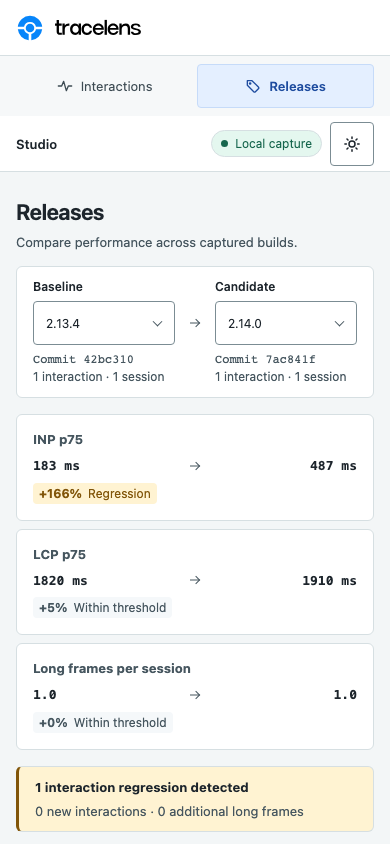 tracelens
Interactions
Releases
Studio
Local capture
Releases
Compare performance across captured builds.
Baseline
Candidate
2.13.4
2.14.0
Commit 42bc310
Commit 7ac841f
1 interaction · 1 session
1 interaction · 1 session
INP p75
183 ms → 487 ms
+166% Regression
LCP p75
1820 ms → 1910 ms
+5% Within threshold
Long frames per session
1.0 → 1.0
+0% Within threshold
1 interaction regression detected
0 new interactions · 0 additional long frames